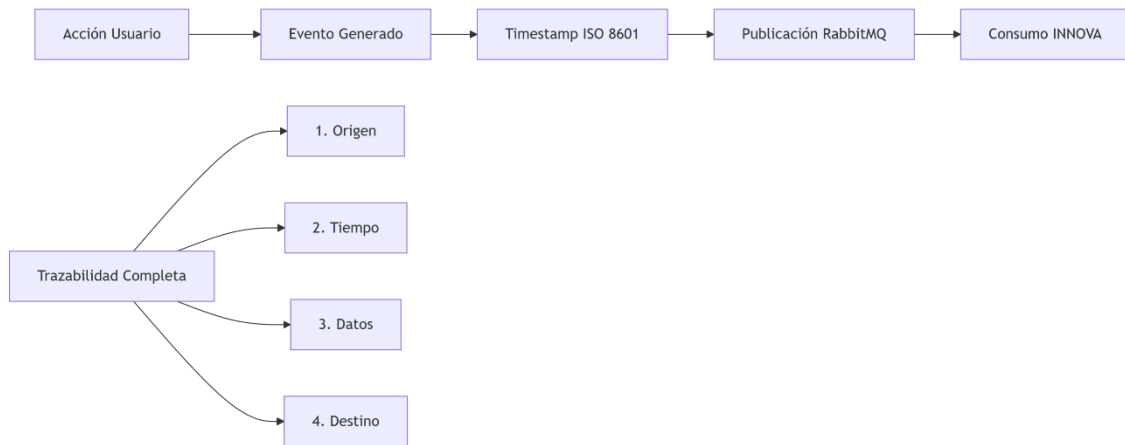 Acción Usuario
Evento Generado
Timestamp ISO 8601
Publicación RabbitMQ
Consumo INNOVA
1. Origen
2. Tiempo
Trazabilidad Completa
3. Datos
4. Destino